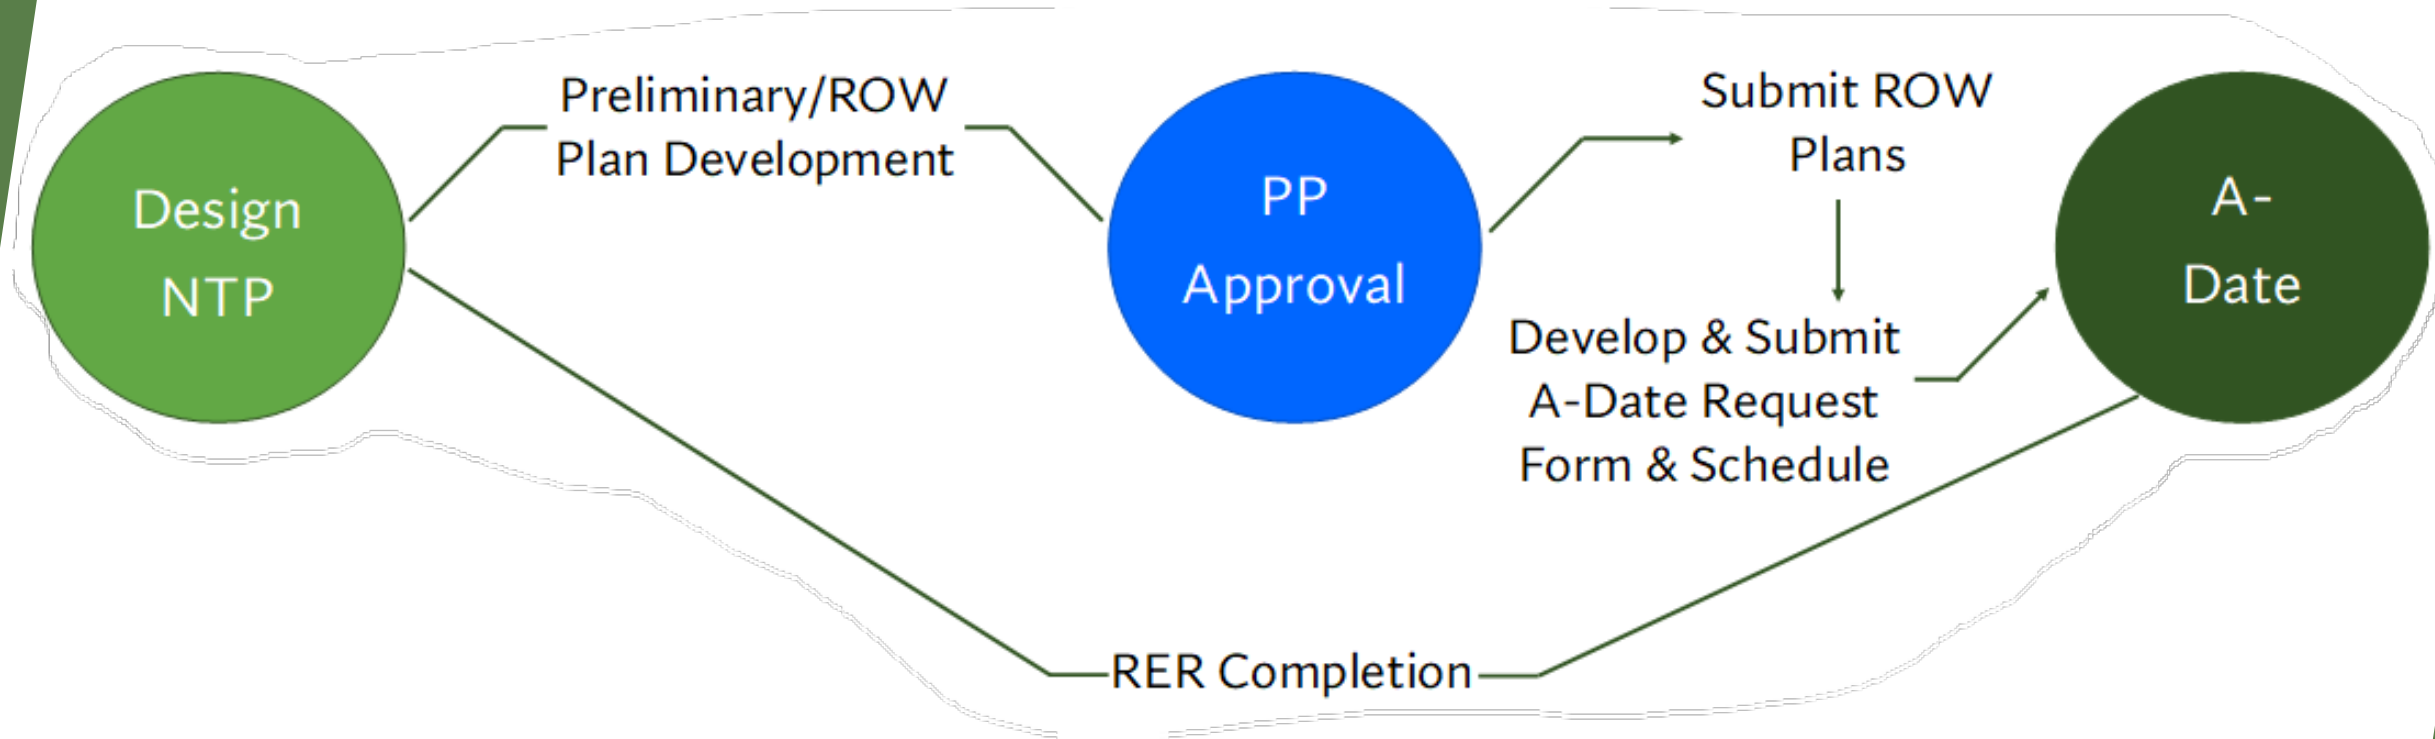 Design
NTP
Preliminary/ROW
Plan Development
PP
Approval
Submit ROW
Plans
Develop & Submit
A-Date Request
Form & Schedule
A-
Date
RER Completion